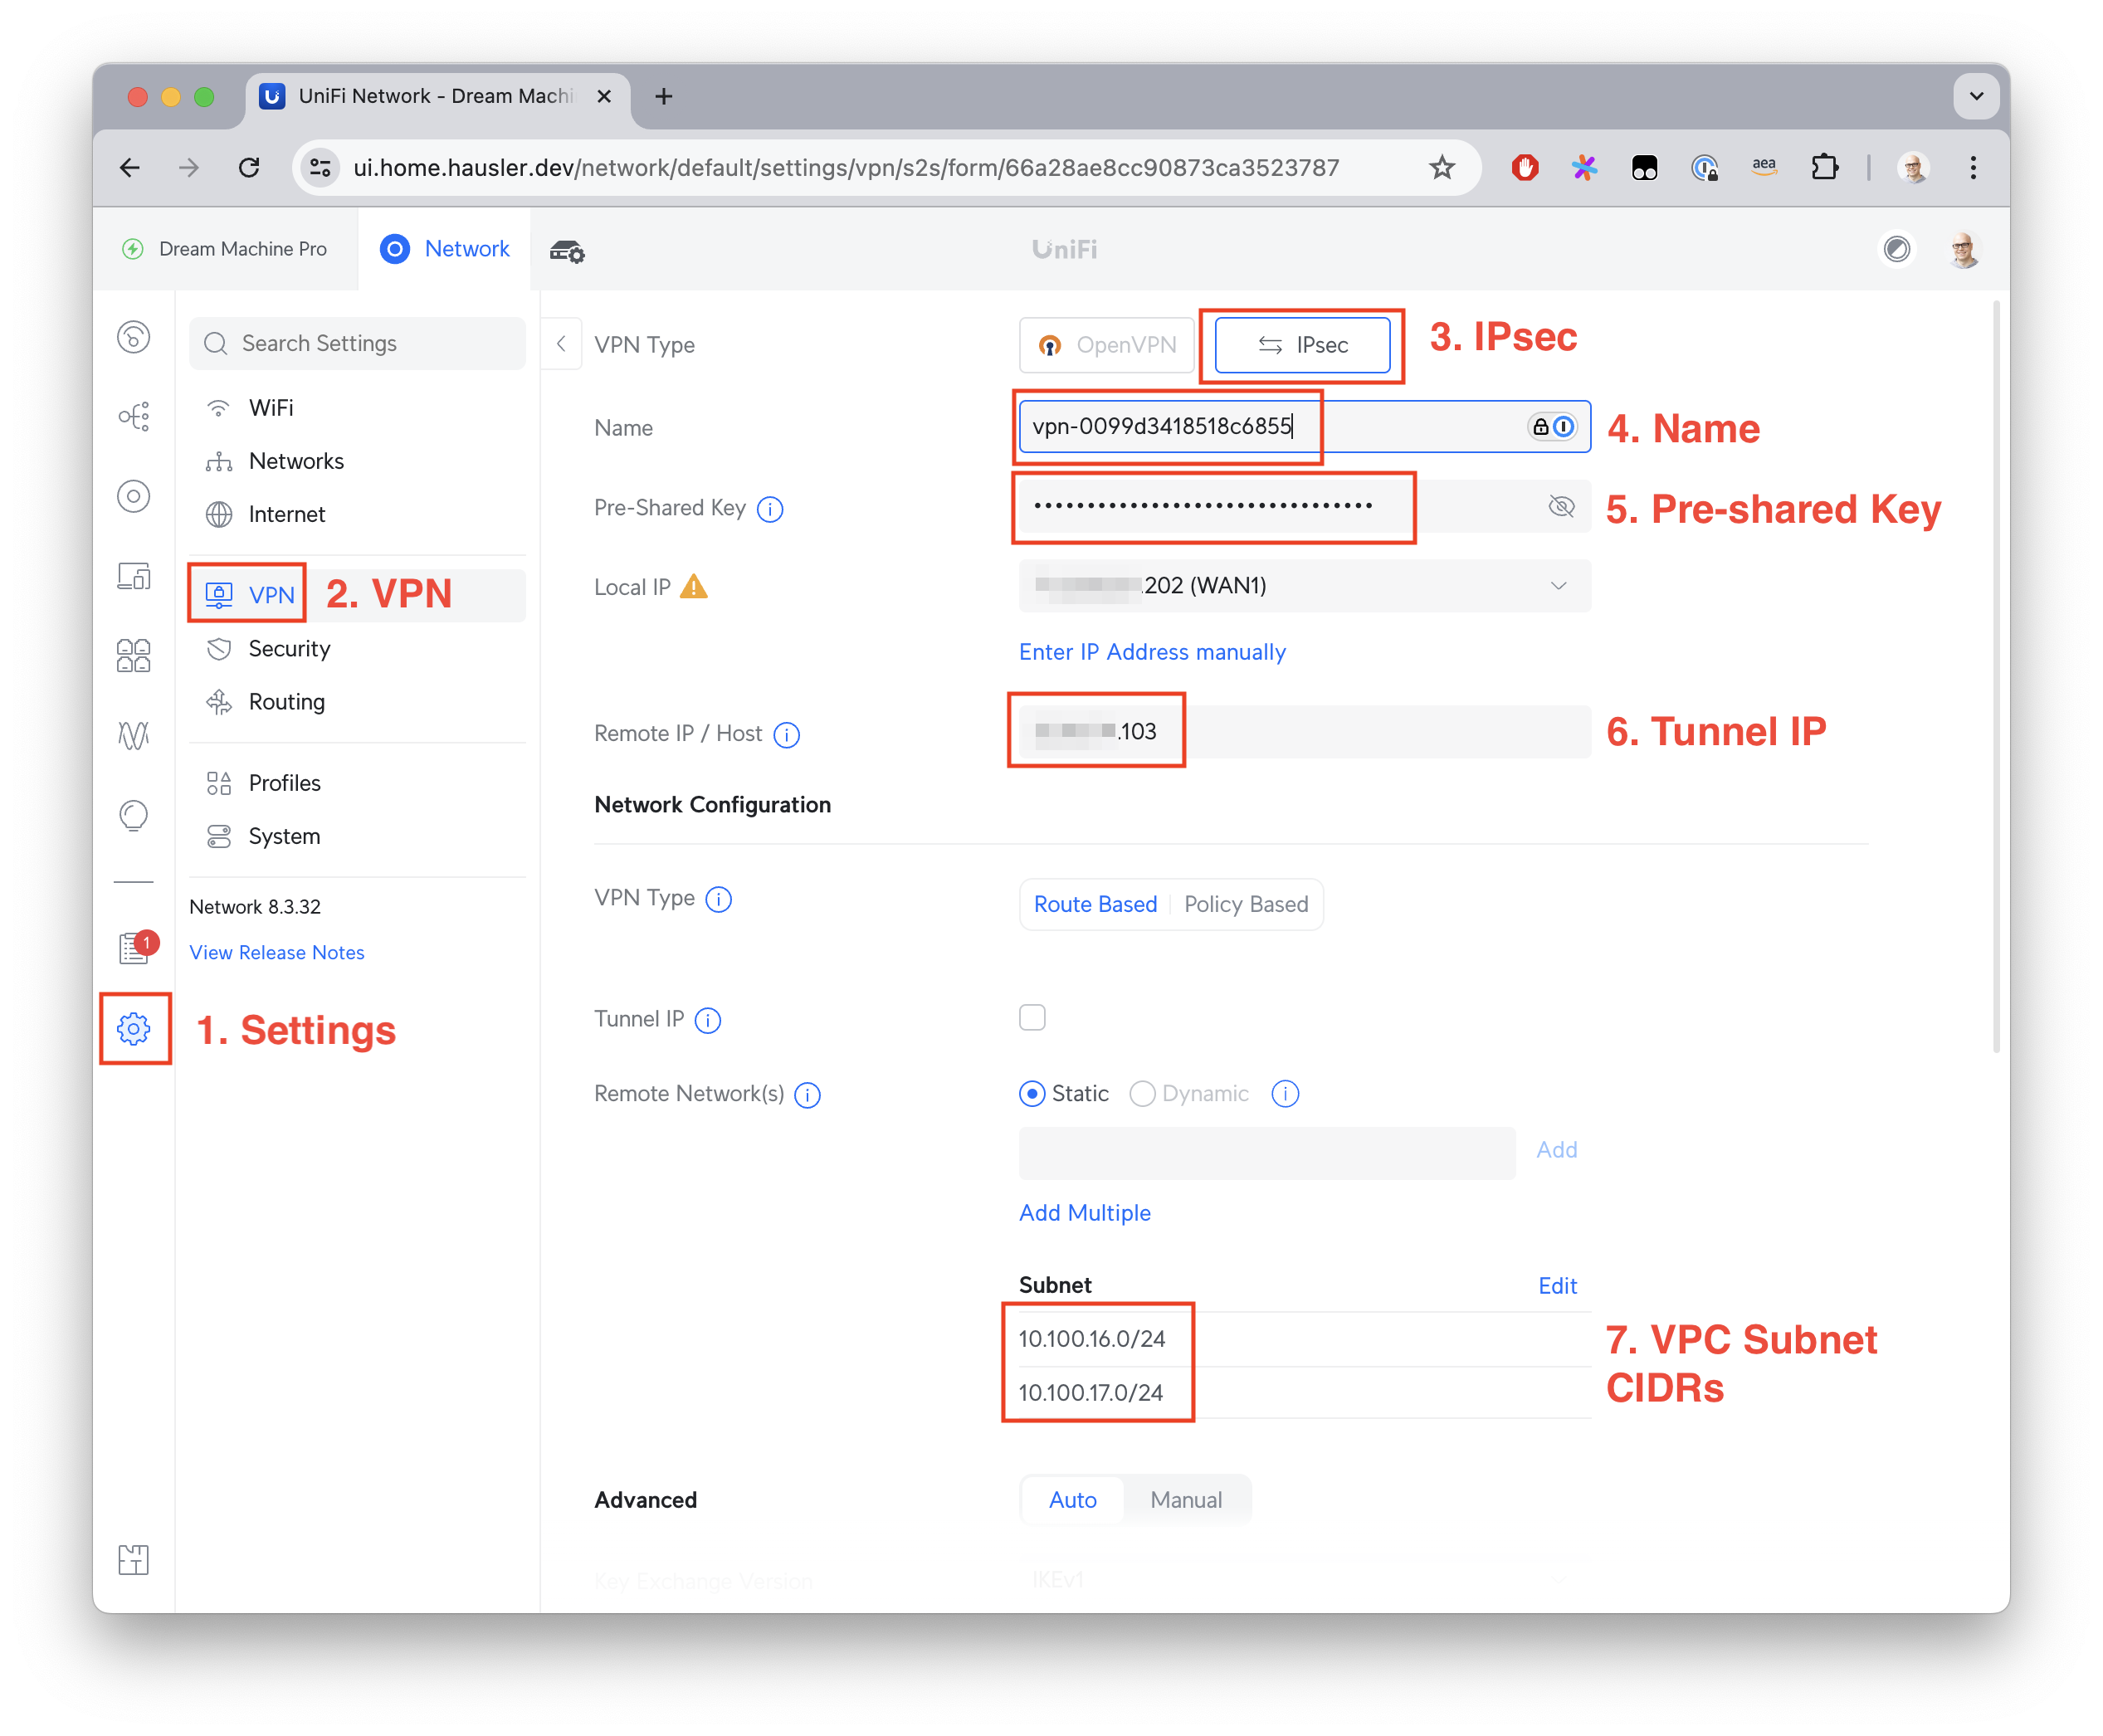 UniFi Network - Dream Machi
ui.home.hausler.dev/network/default/settings/vpn/s2s/form/66a28ae8cc90873ca3523787
aea
Dream Machine Pro
Network
UniFi
Search Settings
WiFi
Networks
Internet
VPN
2. VPN
Security
Routing
Profiles
System
Network 8.3.32
View Release Notes
1
1. Settings
VPN Type
OpenVPN
IPsec
3. IPsec
Name
vpn-0099d3418518c6855
4. Name
Pre-Shared Key
5. Pre-shared Key
Local IP
.202 (WAN1)
Enter IP Address manually
Remote IP / Host
.103
6. Tunnel IP
Network Configuration
VPN Type
Route Based
Policy Based
Tunnel IP
Remote Network(s)
Static
Dynamic
Add
Add Multiple
Subnet
Edit
10.100.16.0/24
10.100.17.0/24
7. VPC Subnet
CIDRs
Advanced
Auto
Manual
Key Exchange Version
IKEv1